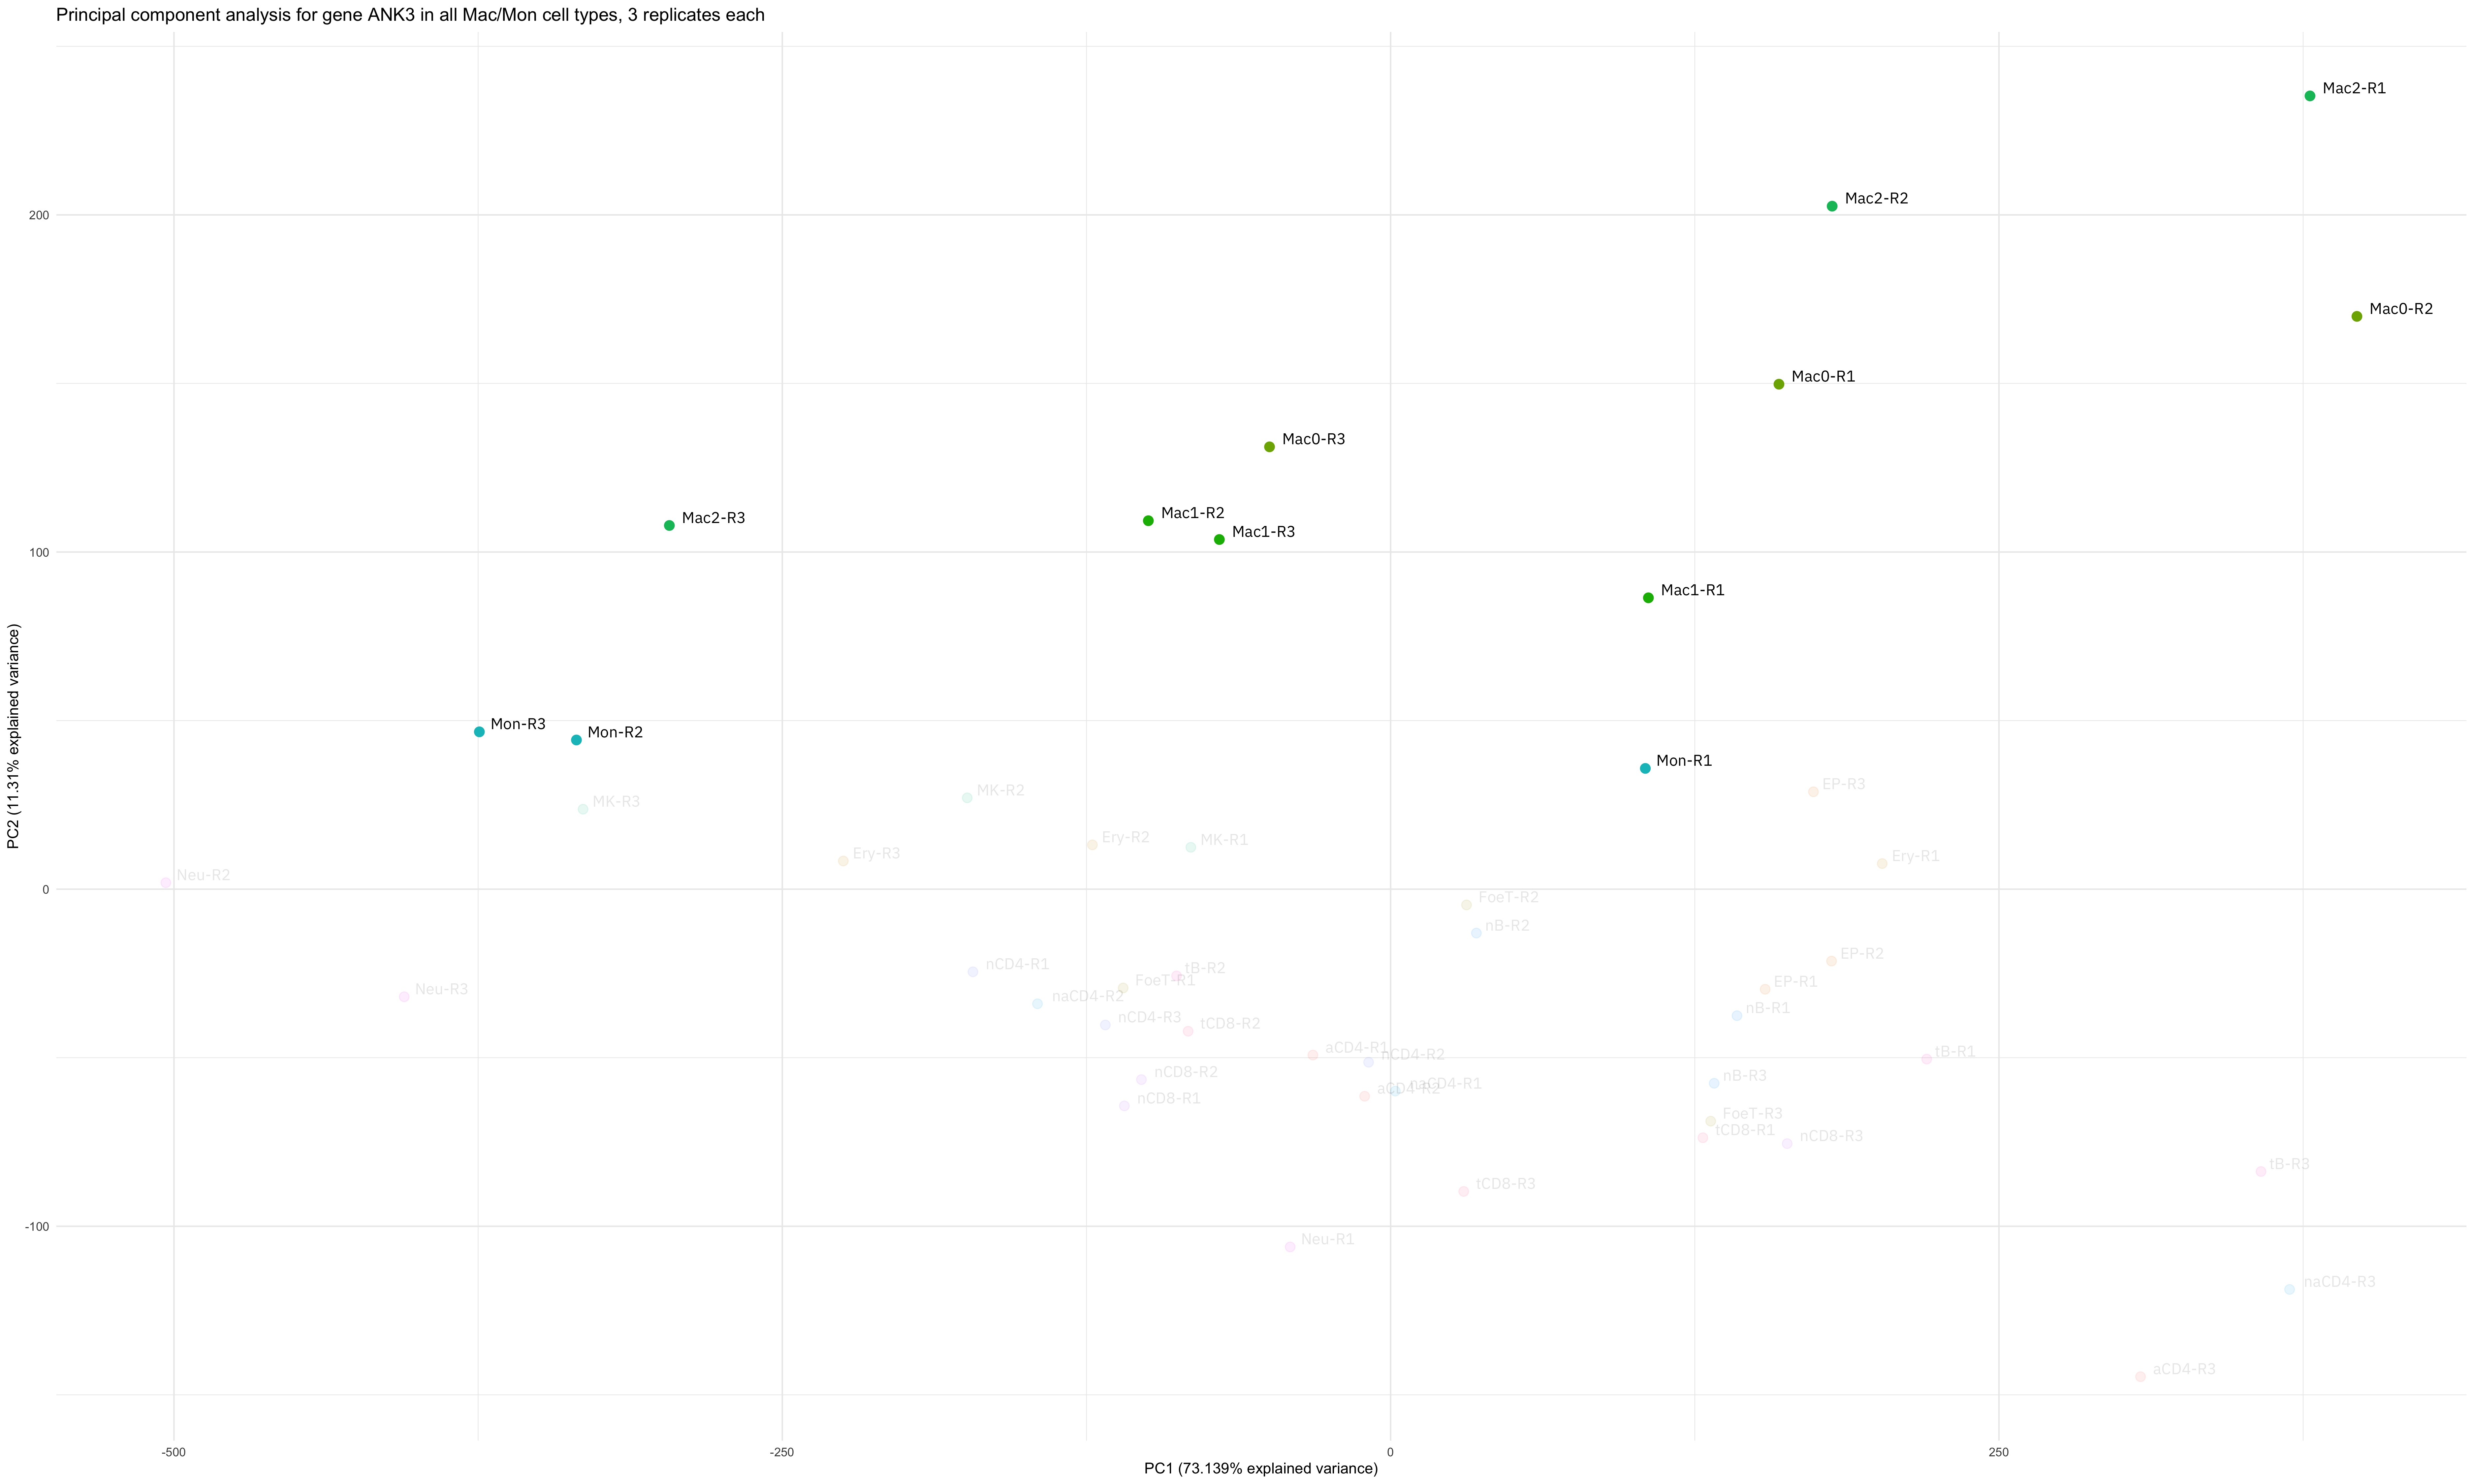 Principal component analysis for gene ANK3 in all Mac/Mon cell types, 3 replicates each
Mac2-R1
Mac2-R2
200
Mac0-R2
Mac0-R1
Mac0-R3
Mac2-R3
Mac1-R2
Mac1-R3
100
Mac1-R1
PC2 (11.31% explained variance)
Mon-R3
Mon-R2
Mon-R1
EP-R3
MK-R2
MK-R3
Ery-R2
MK-R1
Ery-R3
Ery-R1
Neu-R2
0
FoeT-R2
nB-R2
EP-R2
nCD4-R1
tB-R2
FoeT-R1
EP-R1
Neu-R3
naCD4-R2
nB-R1
nCD4-R3
tCD8-R2
aCD4-R1
nCD4-R2
tB-R1
nCD8-R2
nB-R3
naCD4-R1
aCD4-R2
nCD8-R1
FoeT-R3
tCD8-R1
nCD8-R3
tB-R3
tCD8-R3
-100
Neu-R1
naCD4-R3
aCD4-R3
-500
-250
0
250
PC1 (73.139% explained variance)